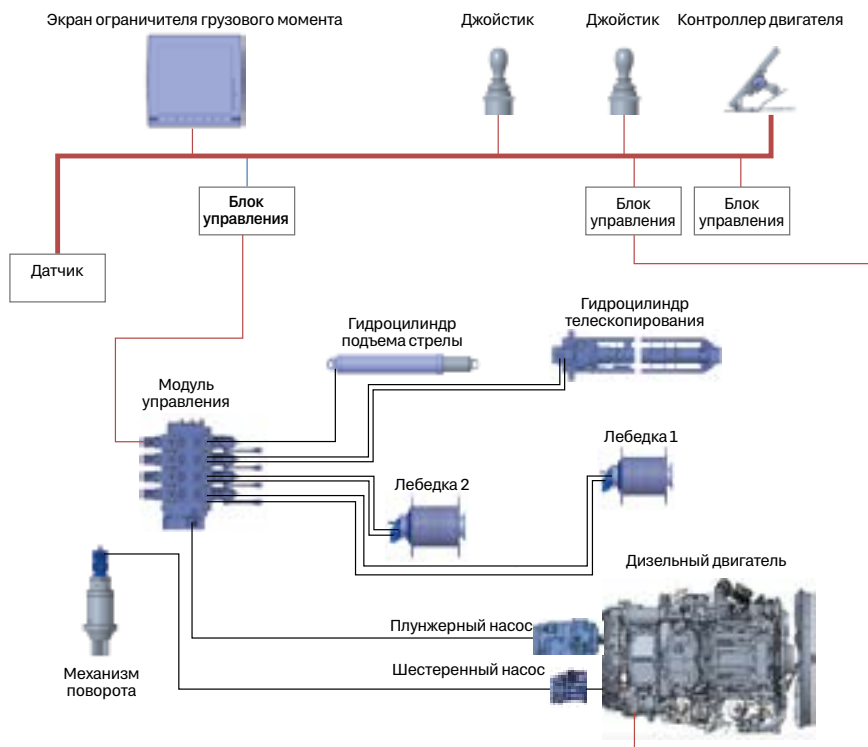 Экран ограничителя грузового момента
Джойстик
Джойстик
Контроллер двигателя
Блок
управления
Блок
управления
Блок
управления
Датчик
Гидроцилиндр
телескопирования
Гидроцилиндр
подъема стрелы
Модуль
управления
Лебедка 1
Лебедка 2
Дизельный двигатель
Плунжерный насос
Шестеренный насос
Механизм
поворота